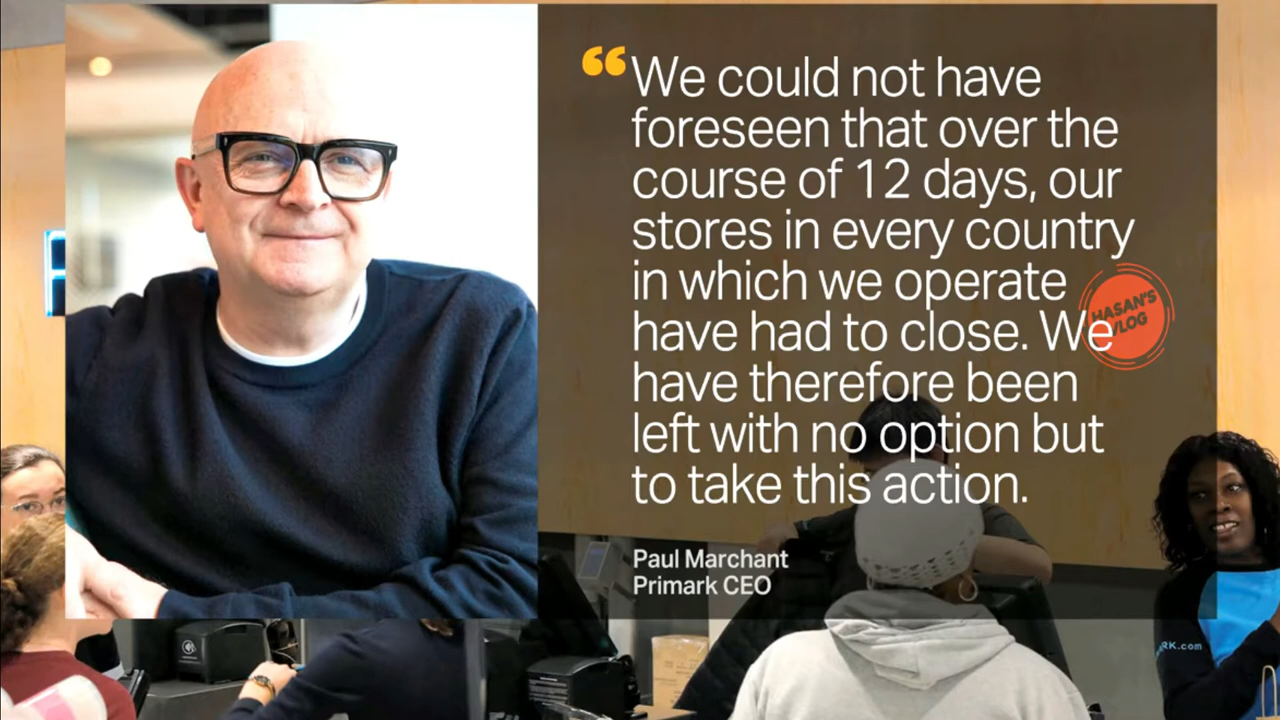 “We could not have
foreseen that over the
course of 12 days, our
stores in every country
in which we operate
have had to close. We
have therefore been
left with no option but
to take this action.
Paul Marchant
Primark CEO
HASAN'S
VLOG
RK.com